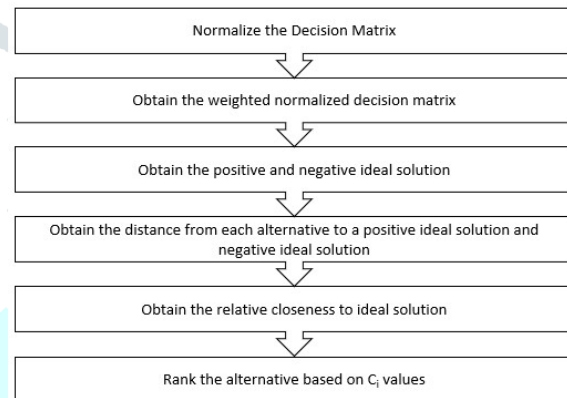 Normalize the Decision Matrix
Obtain the weighted normalized decision matrix
Obtain the positive and negative ideal solution
Obtain the distance from each alternative to a positive ideal solution and
negative ideal solution
Obtain the relative closeness to ideal solution
Rank the alternative based on Cᵢ values